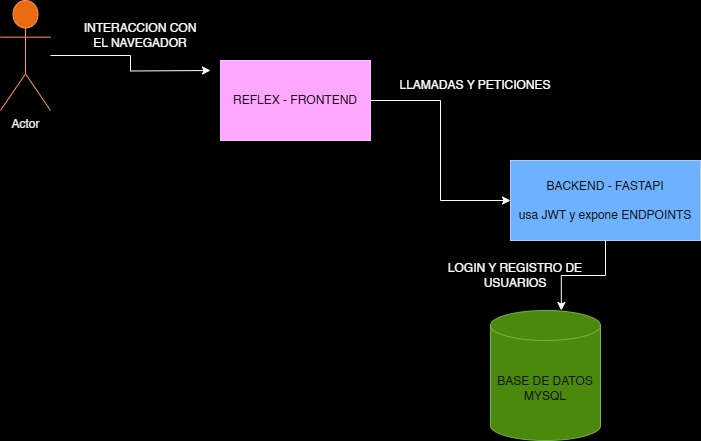 INTERACCION CON
EL NAVEGADOR
Actor
REFLEX - FRONTEND
LLAMADAS Y PETICIONES
BACKEND - FASTAPI
usa JWT y expone ENDPOINTS
LOGIN Y REGISTRO DE
USUARIOS
BASE DE DATOS
MYSQL